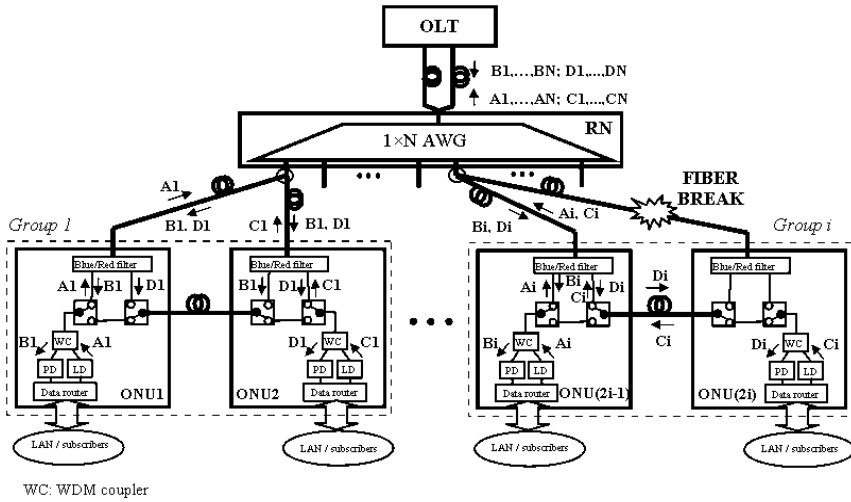 OLT
B1,...,BN; D1,...,DN
A1,...,AN; C1,...,CN
RN
1×N AWG
FIBER
BREAK
A1
B1, D1
C1
B1, D1
Bi, Di
Ai, Ci
Group 1
Group i
Blue/Red filter
Blue/Red filter
Blue/Red filter
Blue/Red filter
A1
B1
D1
B1
D1
C1
Ai
Bi
Ci
Di
Di
Ci
B1
WC
A1
D1
WC
C1
Bi
WC
Ai
Di
WC
Ci
PD
LD
PD
LD
PD
LD
PD
LD
Data router
ONU1
ONU2
Data router
Data router
ONU(2i-1)
ONU(2i)
Data router
LAN / subscribers
LAN / subscribers
LAN / subscribers
LAN / subscribers
WC: WDM coupler